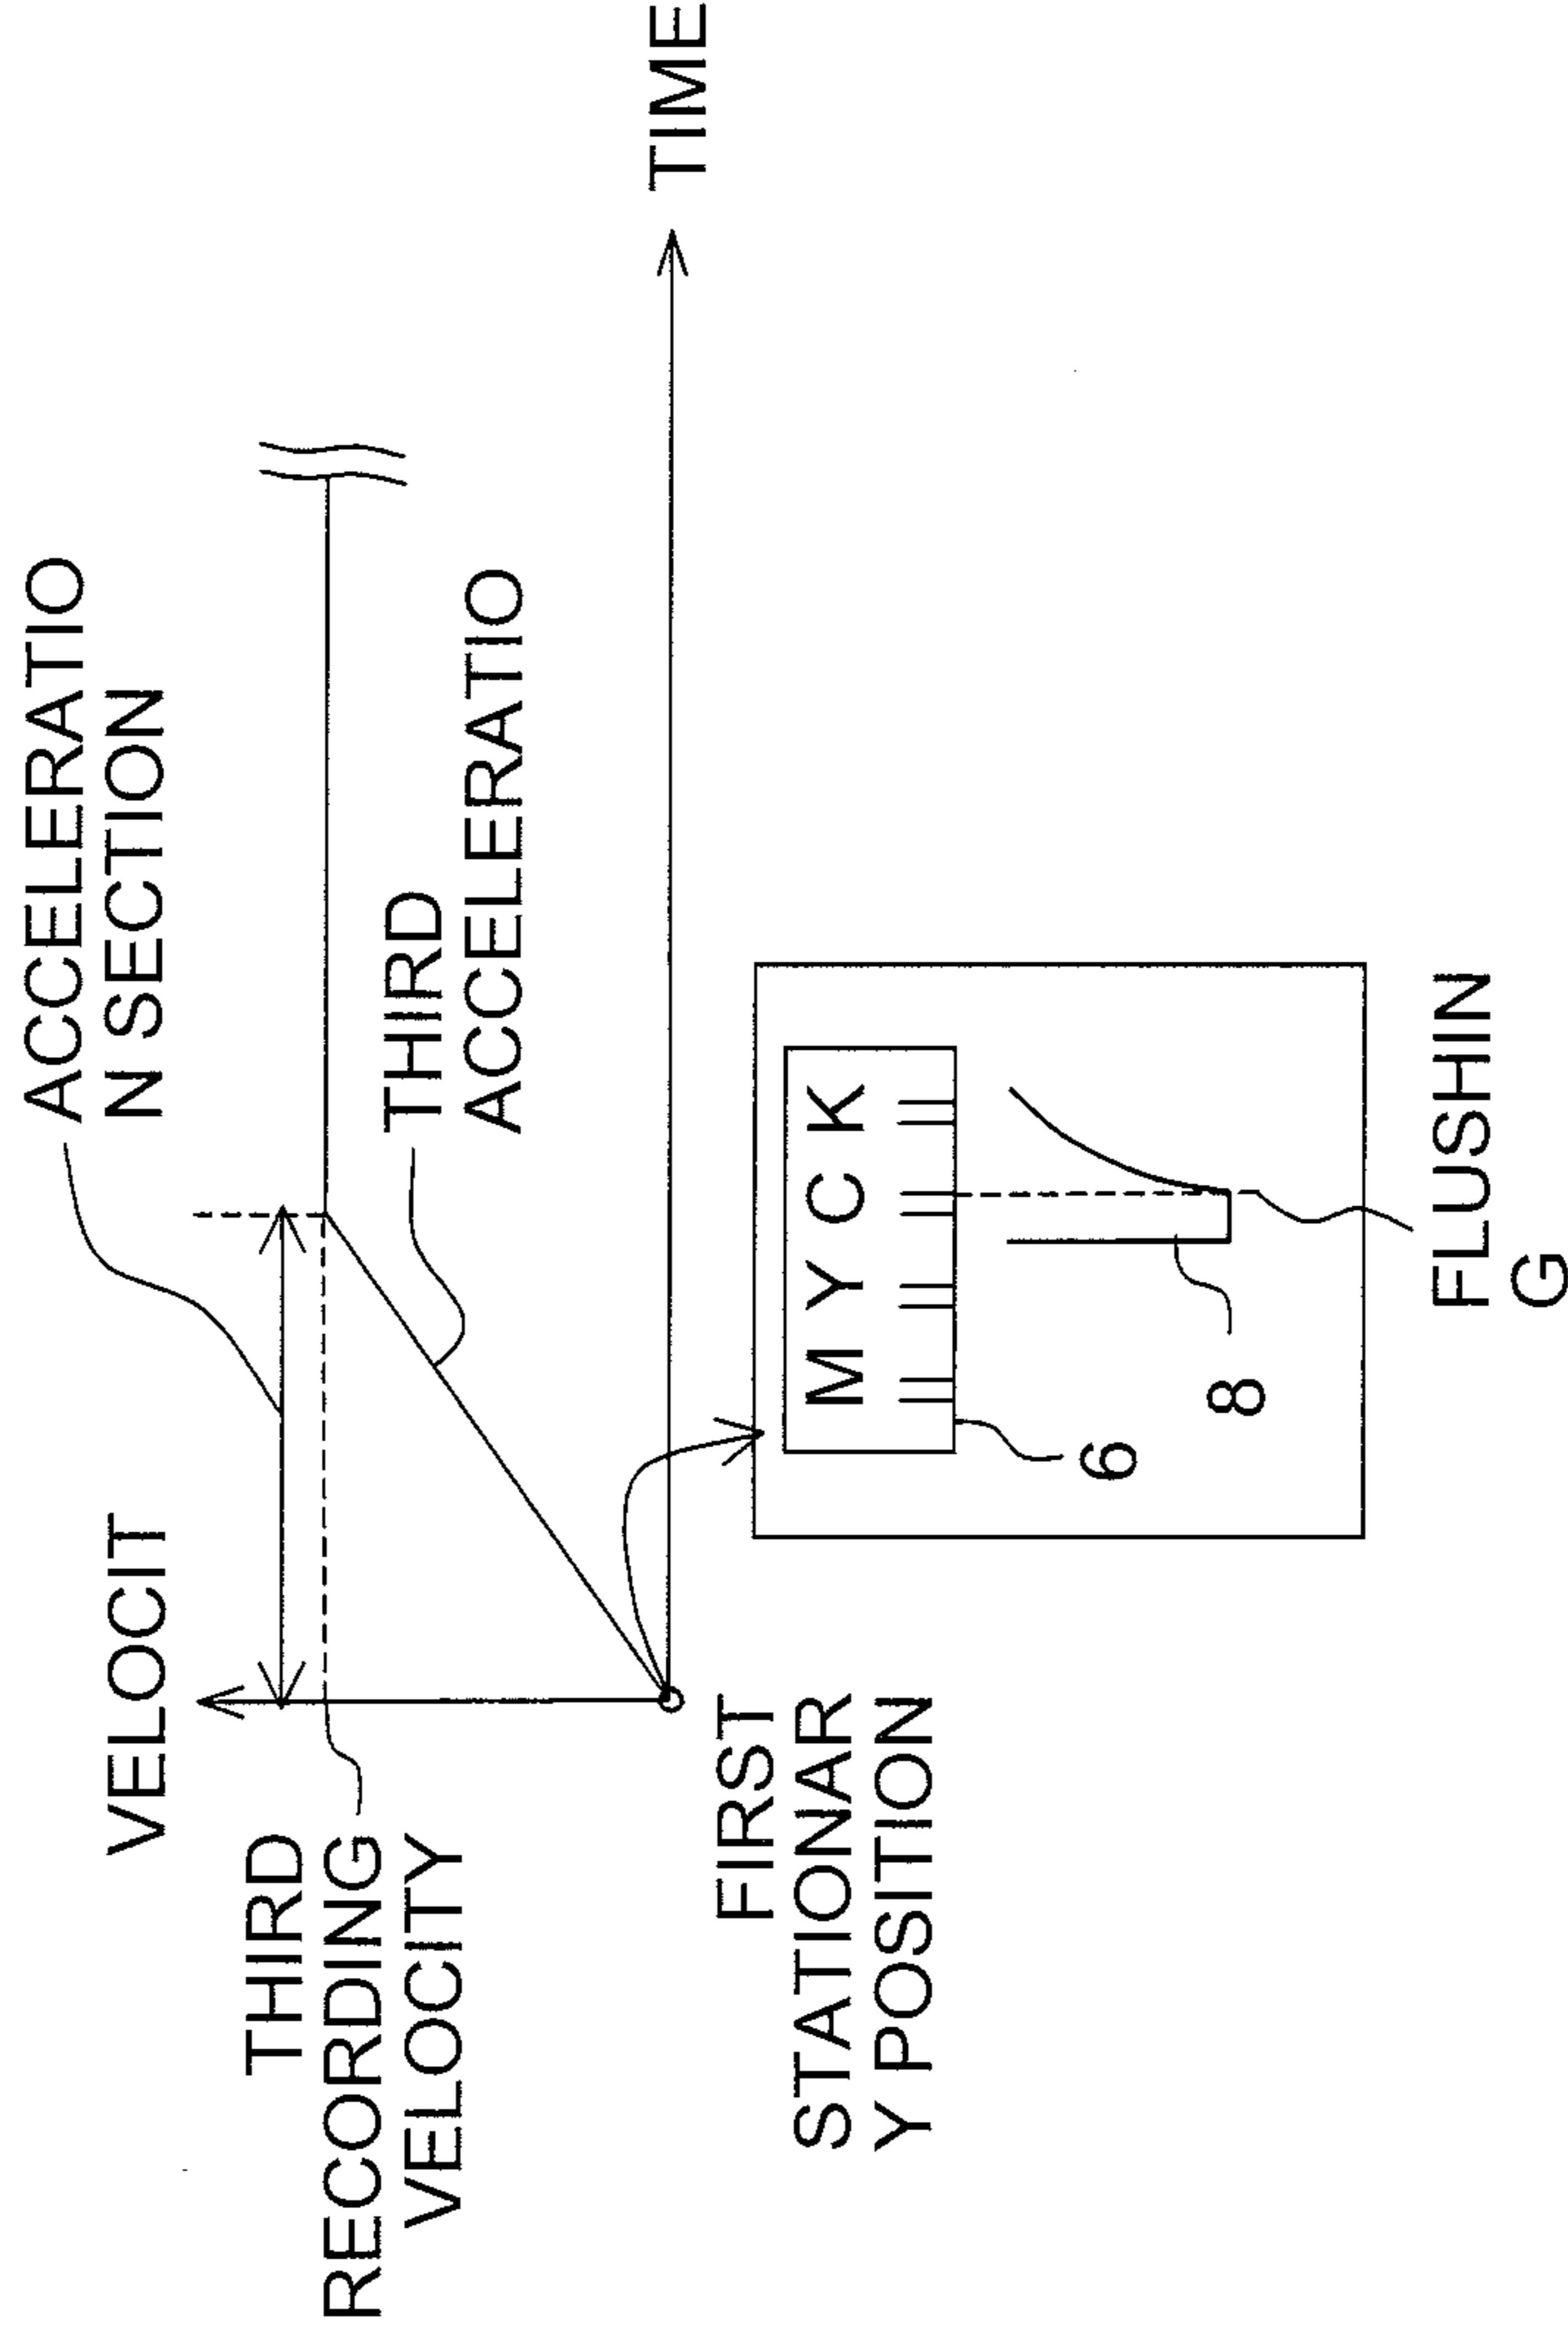 ACCELERATIO
N SECTION
VELOCIT
THIRD
RECORDING
VELOCITY
THIRD
ACCELERATIO
TIME
FIRST
STATIONAR
Y POSITION
M Y C K
6
8
FLUSHIN
G